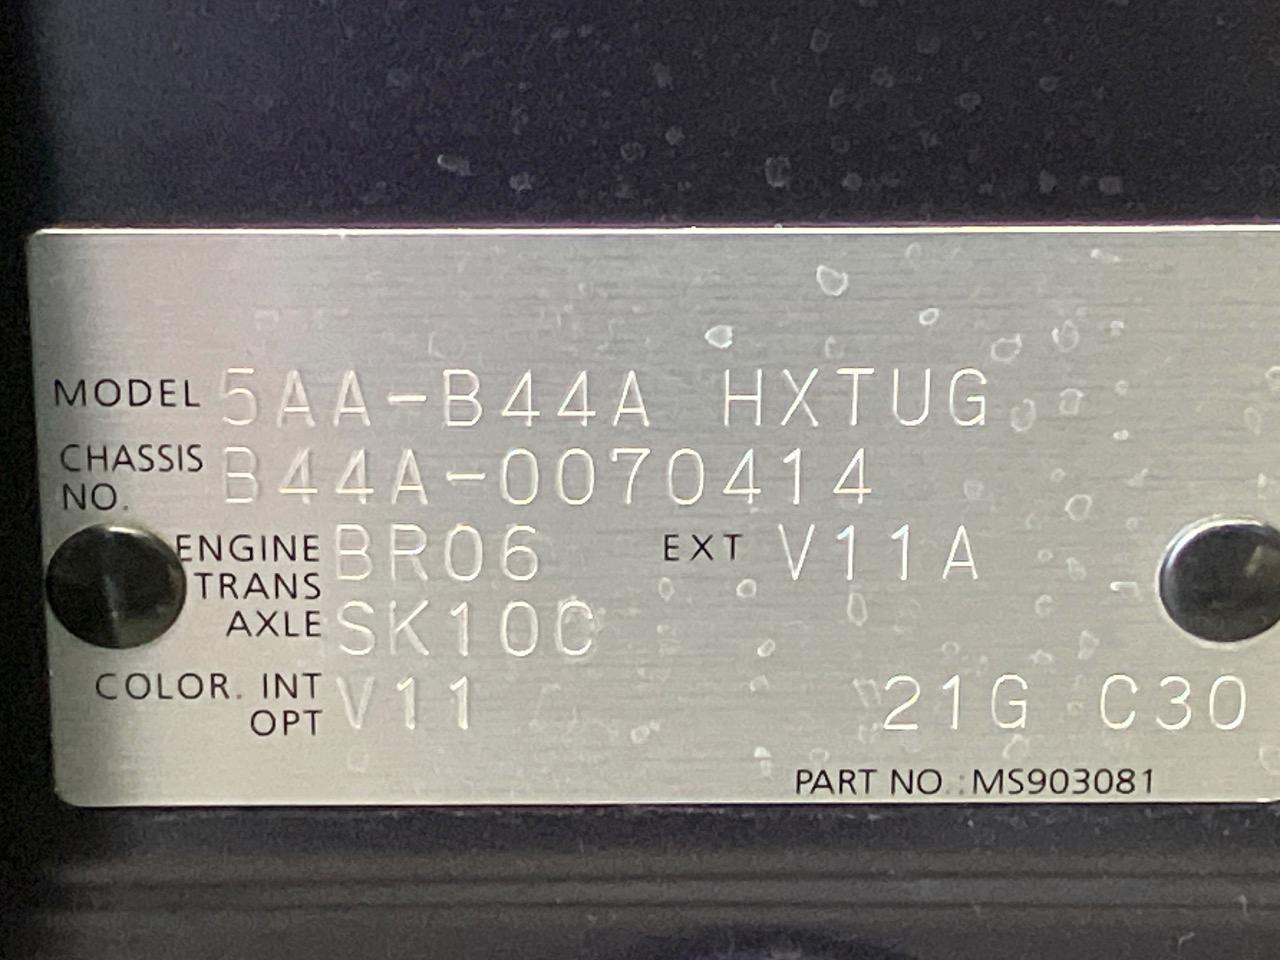 MODEL 5AA-B44A HXTUG
CHASSIS NO. B44A-0070414
ENGINE BR06 EXT V11A
TRANS AXLE SK10C
COLOR. INT OPT V11 21G C30
PART NO.:MS903081